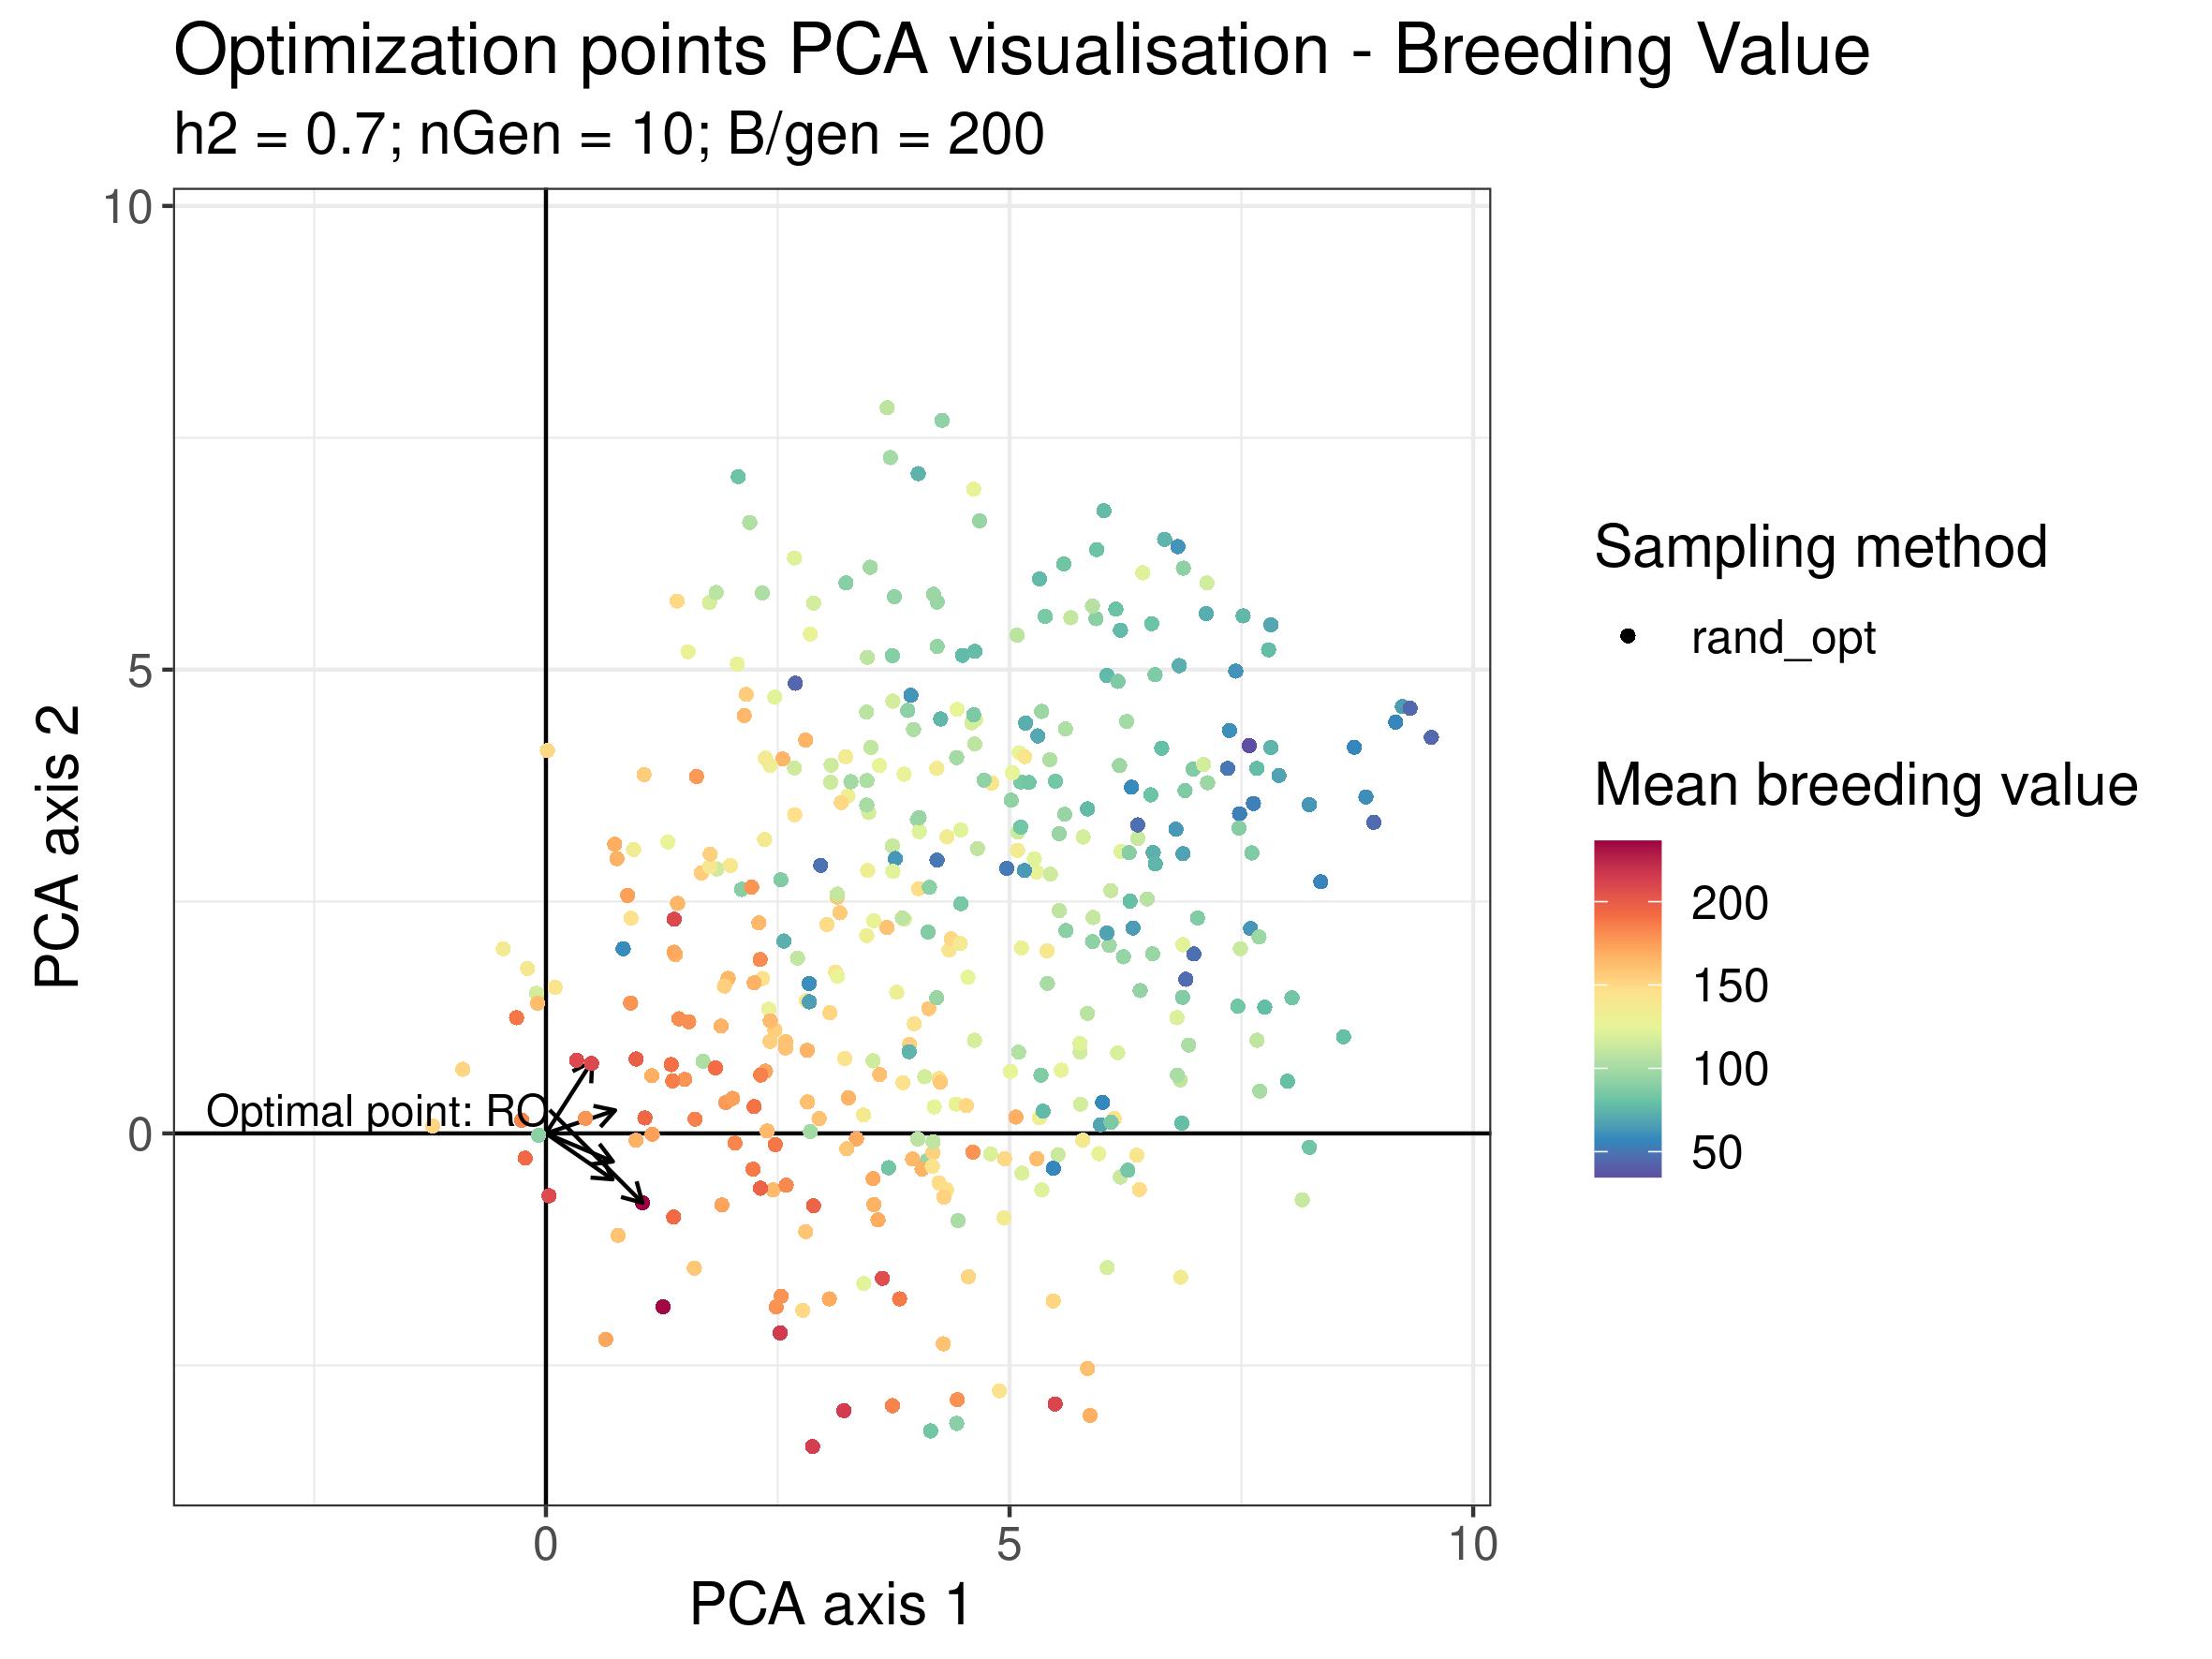 Optimization points PCA visualisation - Breeding Value
h2 = 0.7; nGen = 10; B/gen = 200
10
5
0
PCA axis 2
Optimal point: RO
0
5
10
PCA axis 1
Sampling method
rand_opt
Mean breeding value
200
150
100
50